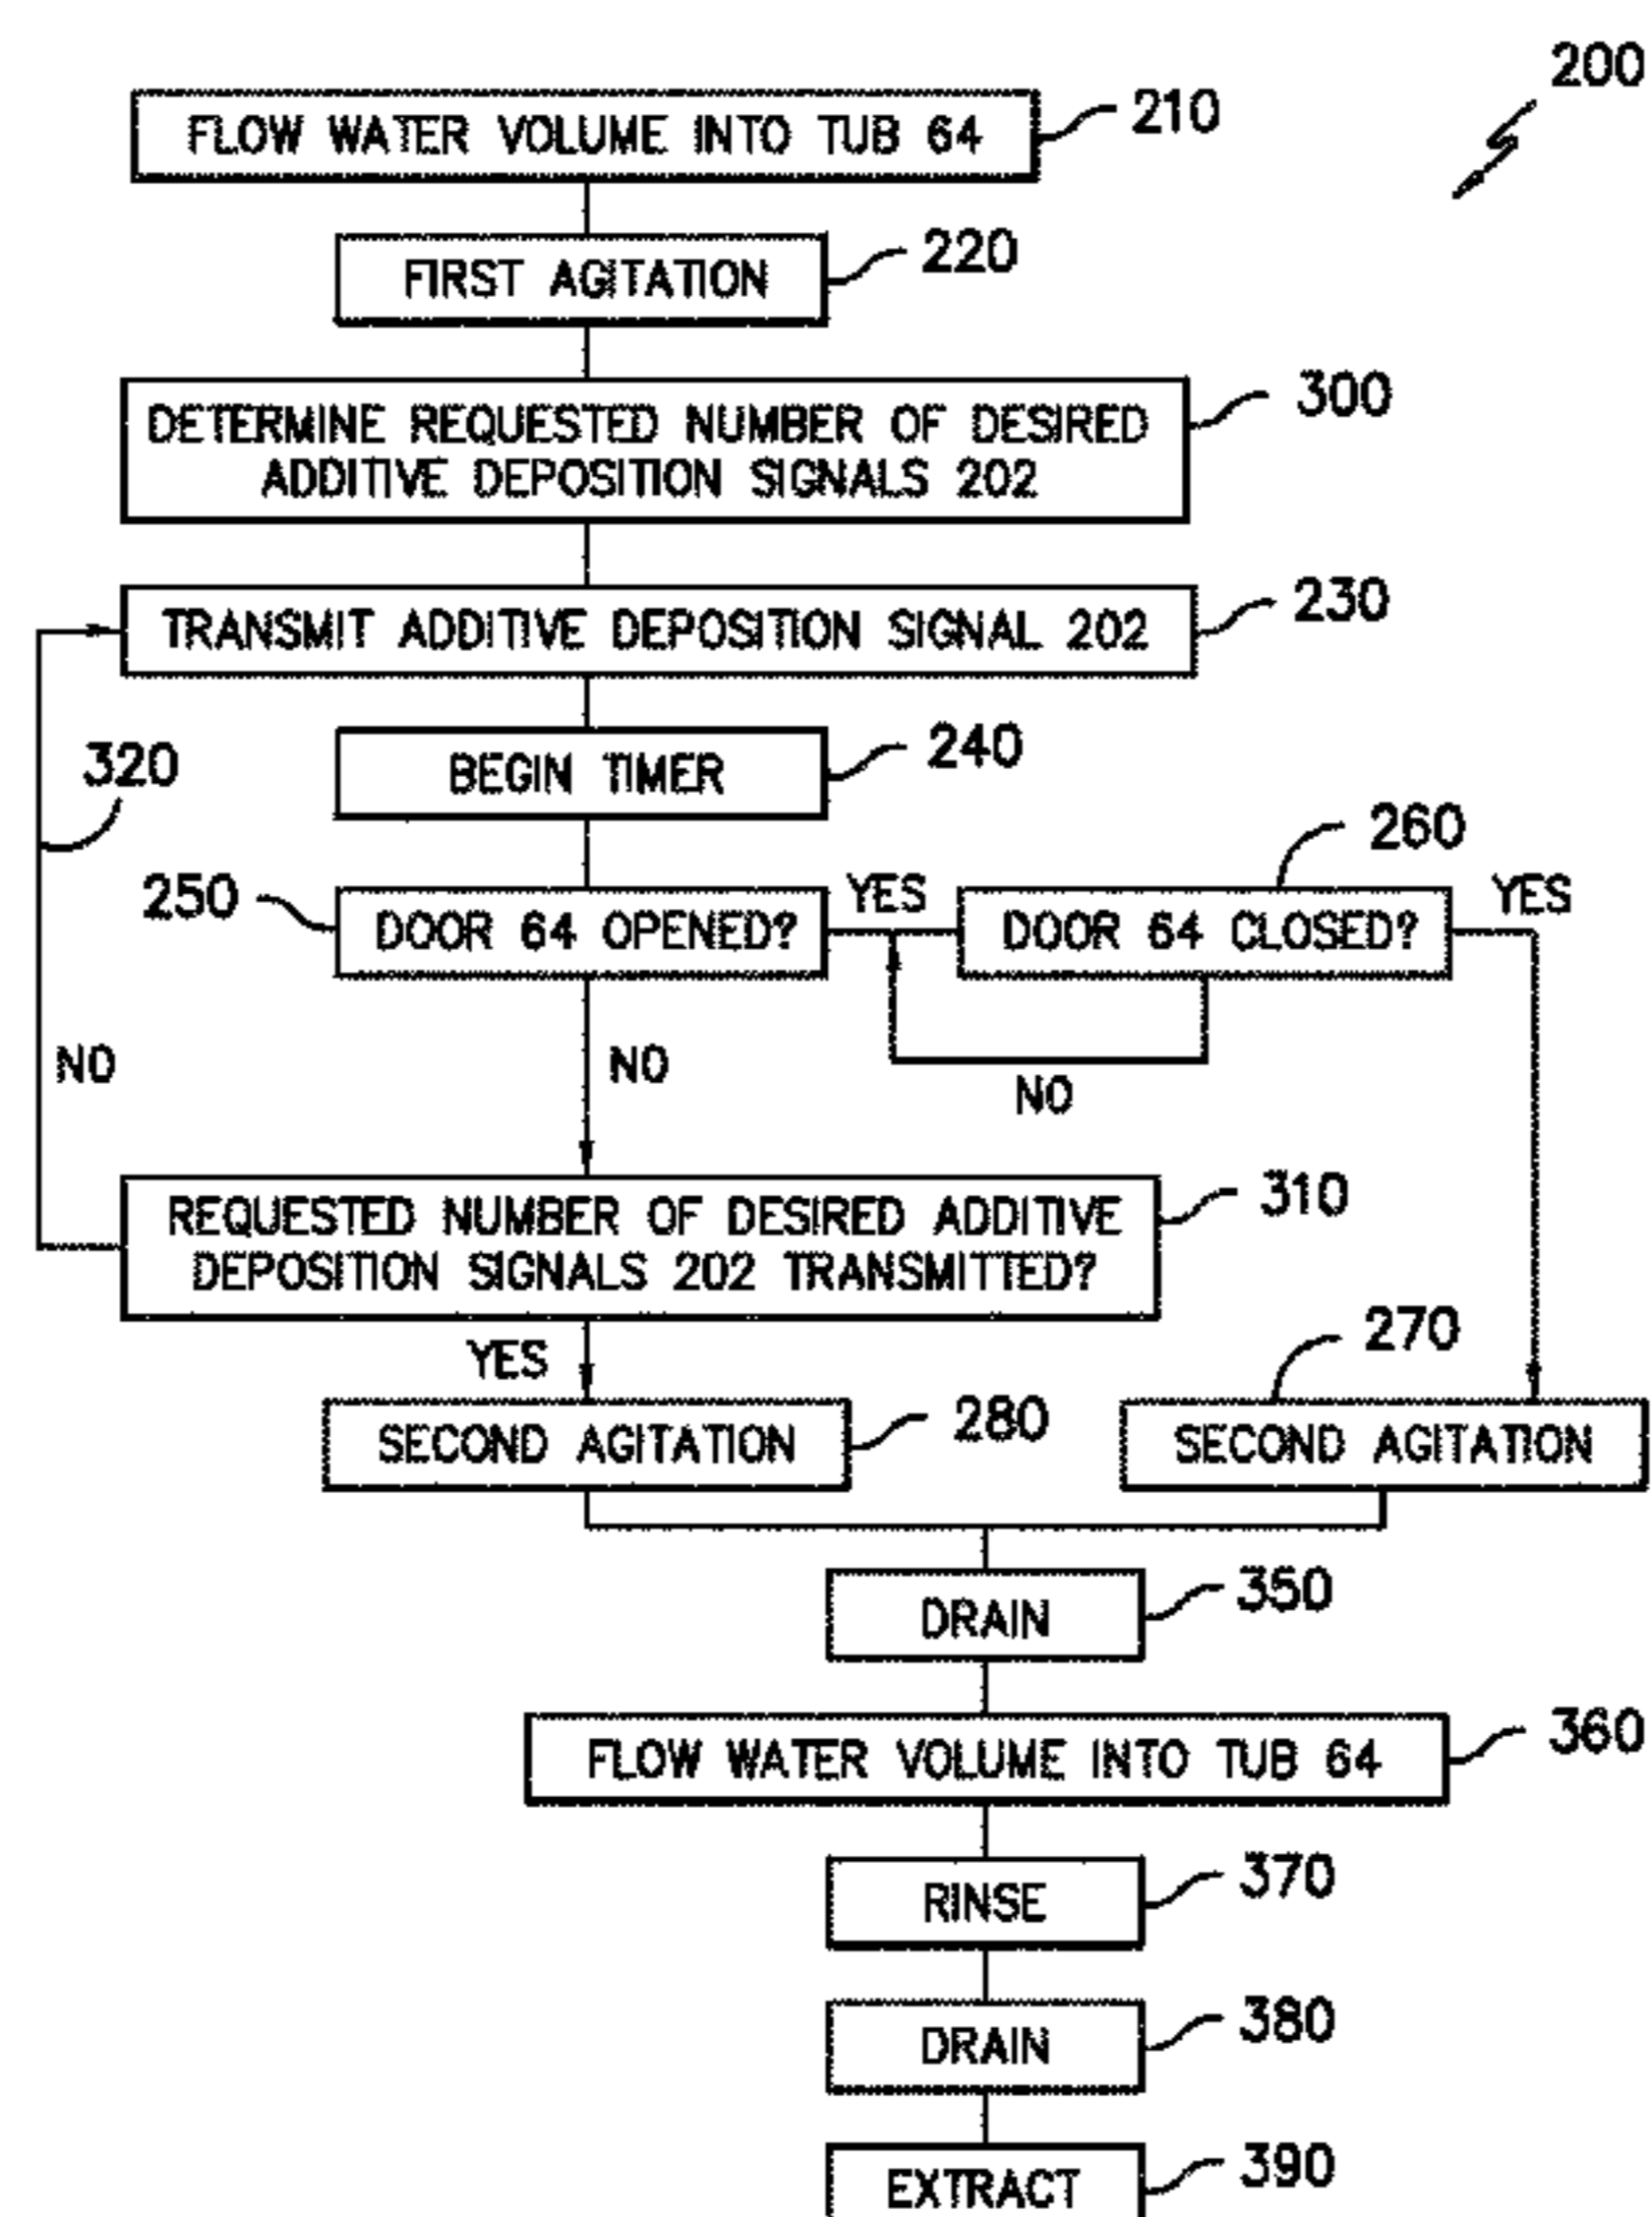 200
FLOW WATER VOLUME INTO TUB 64
210
FIRST AGITATION
220
DETERMINE REQUESTED NUMBER OF DESIRED
ADDITIVE DEPOSITION SIGNALS 202
300
TRANSMIT ADDITIVE DEPOSITION SIGNAL 202
230
BEGIN TIMER
240
320
250
DOOR 64 OPENED?
YES
DOOR 64 CLOSED?
260
YES
NO
NO
NO
REQUESTED NUMBER OF DESIRED ADDITIVE
DEPOSITION SIGNALS 202 TRANSMITTED?
310
YES
SECOND AGITATION
280
SECOND AGITATION
270
DRAIN
350
FLOW WATER VOLUME INTO TUB 64
360
RINSE
370
DRAIN
380
EXTRACT
390